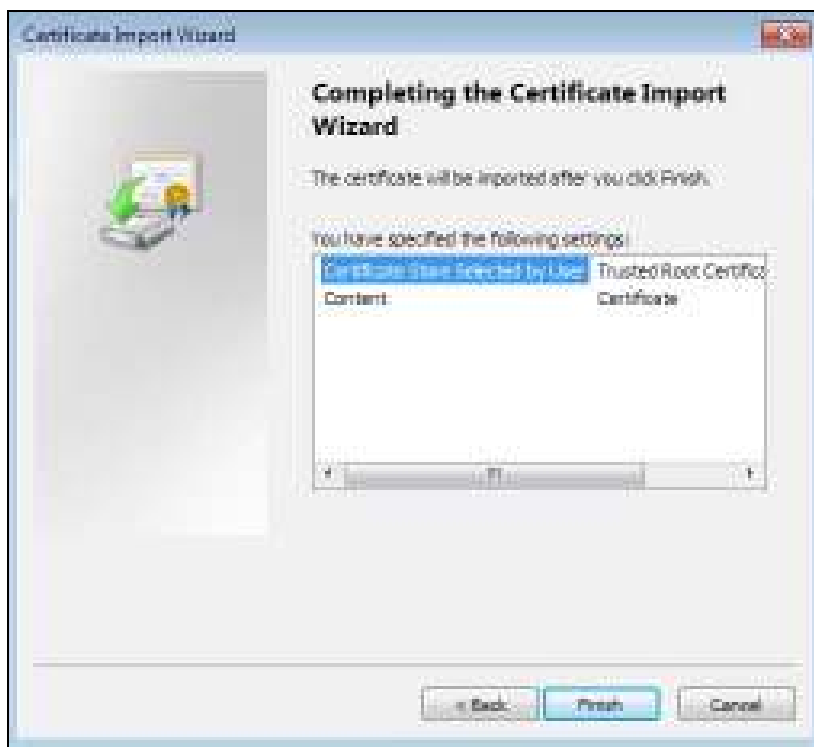 Certificate Import Wizard
Completing the Certificate Import
Wizard
The certificate will be imported after you click Finish.
You have specified the following settings:
Certificate Store Selected by User Trusted Root Certific
Content Certificate
< Back Finish Cancel